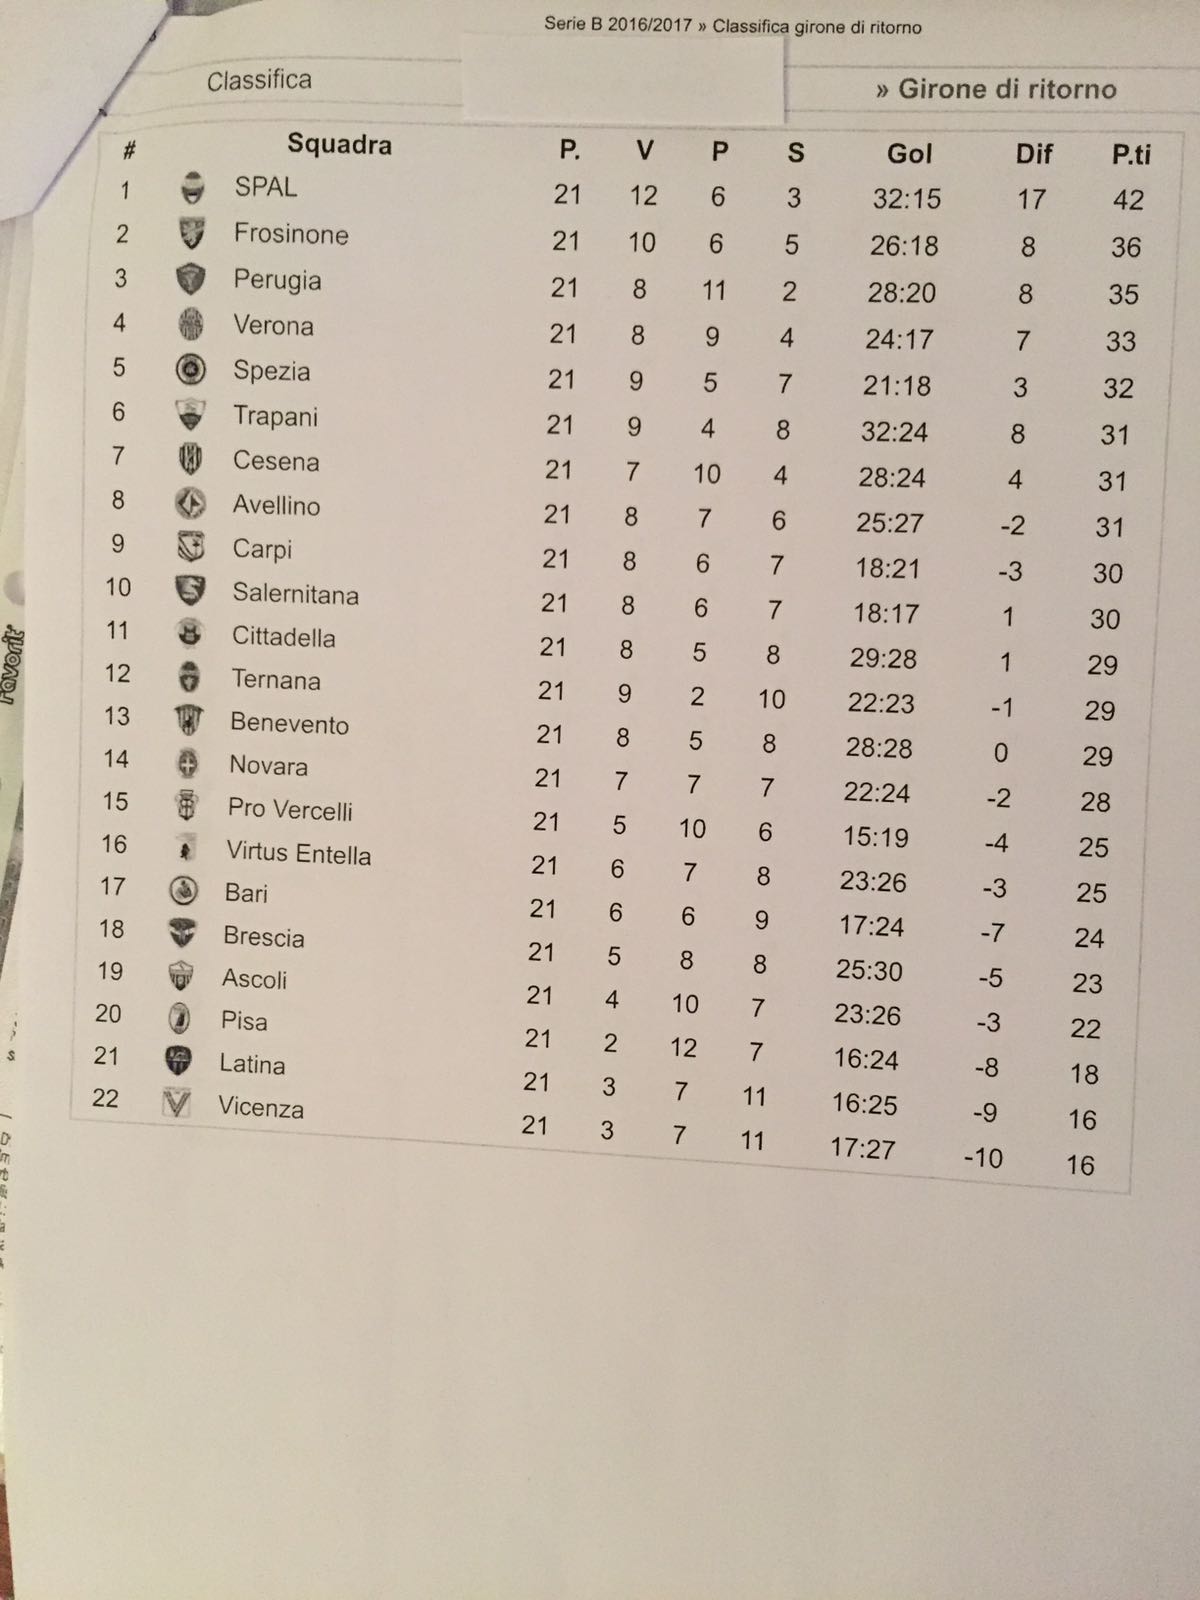 Serie B 2016/2017 » Classifica girone di ritorno
Classifica » Girone di ritorno
# Squadra P. V P S Gol Dif P.ti
1 SPAL 21 12 6 3 32:15 17 42
2 Frosinone 21 10 6 5 26:18 8 36
3 Perugia 21 8 11 2 28:20 8 35
4 Verona 21 8 9 4 24:17 7 33
5 Spezia 21 9 5 7 21:18 3 32
6 Trapani 21 9 4 8 32:24 8 31
7 Cesena 21 7 10 4 28:24 4 31
8 Avellino 21 8 7 6 25:27 -2 31
9 Carpi 21 8 6 7 18:21 -3 30
10 Salernitana 21 8 6 7 18:17 1 30
11 Cittadella 21 8 5 8 29:28 1 29
12 Ternana 21 9 2 10 22:23 -1 29
13 Benevento 21 8 5 8 28:28 0 29
14 Novara 21 7 7 7 22:24 -2 28
15 Pro Vercelli 21 5 10 6 15:19 -4 25
16 Virtus Entella 21 6 7 8 23:26 -3 25
17 Bari 21 6 6 9 17:24 -7 24
18 Brescia 21 5 8 8 25:30 -5 23
19 Ascoli 21 4 10 7 23:26 -3 22
20 Pisa 21 2 12 7 16:24 -8 18
21 Latina 21 3 7 11 16:25 -9 16
22 Vicenza 21 3 7 11 17:27 -10 16
Favorit